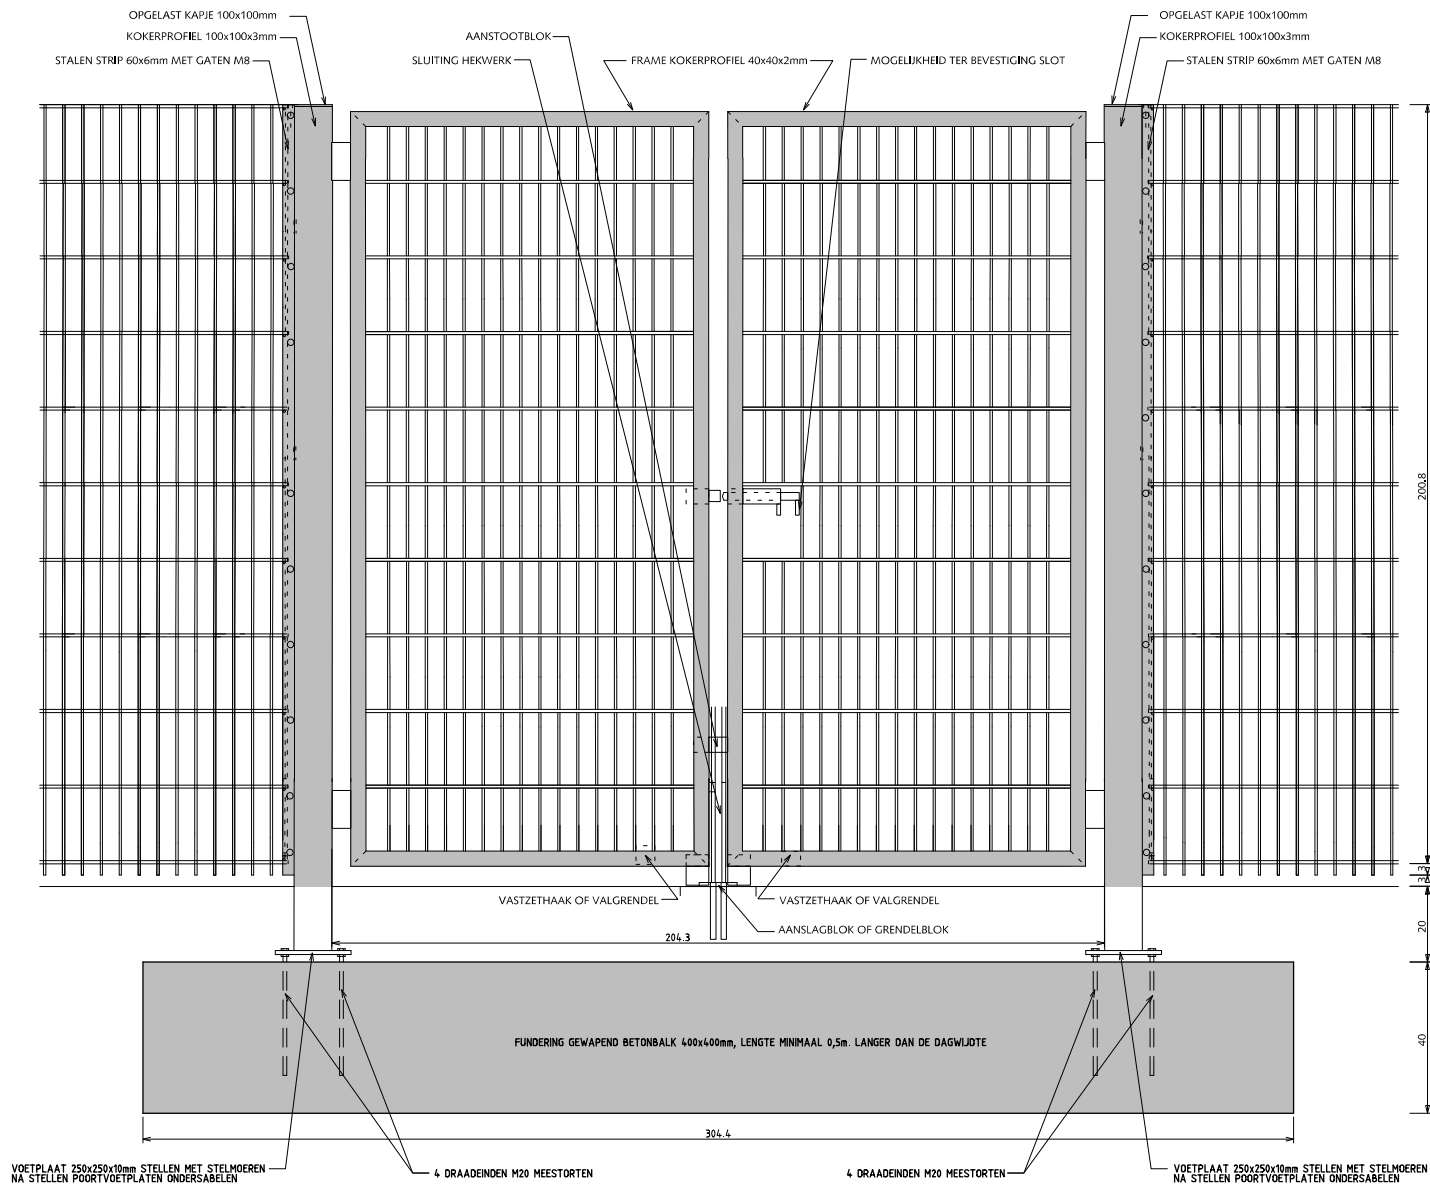 OPGELAST KAPJE 100x100mm
KOKERPROFIEL 100x100x3mm
STALEN STRIP 60x6mm MET GATEN M8
AANSTOOTBLOK
SLUITING HEKWERK
FRAME KOKERPROFIEL 40x40x2mm
MOGELIJKHEID TER BEVESTIGING SLOT
OPGELAST KAPJE 100x100mm
KOKERPROFIEL 100x100x3mm
STALEN STRIP 60x6mm MET GATEN M8
200.8
20
40
VASTZETHAAK OF VALGRENDEL
VASTZETHAAK OF VALGRENDEL
AANSLAGBLOK OF GRENDELBLOK
204.3
FUNDERING GEWAPEND BETONBALK 400x400mm, LENGTE MINIMAAL 0,5m. LANGER DAN DE DAGWIJDTE
304.4
VOETPLAAT 250x250x10mm STELLEN MET STELMOEREN
NA STELLEN POORTVOETPLATEN ONDERSABELEN
4 DRAADEINDEN M20 MEESTORTEN
4 DRAADEINDEN M20 MEESTORTEN
VOETPLAAT 250x250x10mm STELLEN MET STELMOEREN
NA STELLEN POORTVOETPLATEN ONDERSABELEN